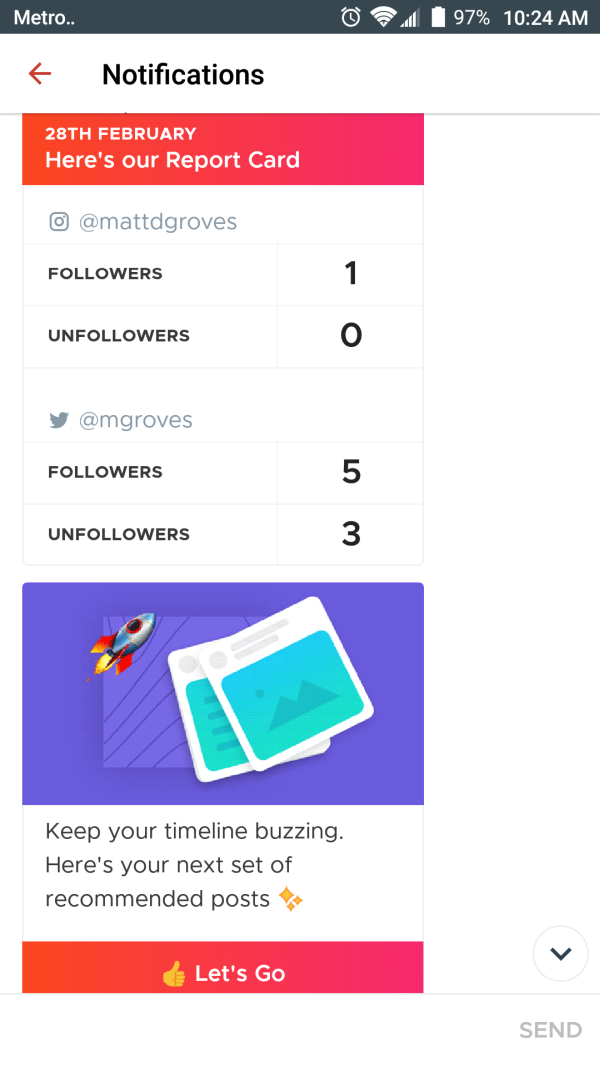 Metro.. 97% 10:24 AM
Notifications
28TH FEBRUARY
Here's our Report Card
@mattdgroves
FOLLOWERS 1
UNFOLLOWERS 0
@mgroves
FOLLOWERS 5
UNFOLLOWERS 3
Keep your timeline buzzing.
Here's your next set of
recommended posts ✨
👍 Let's Go
SEND